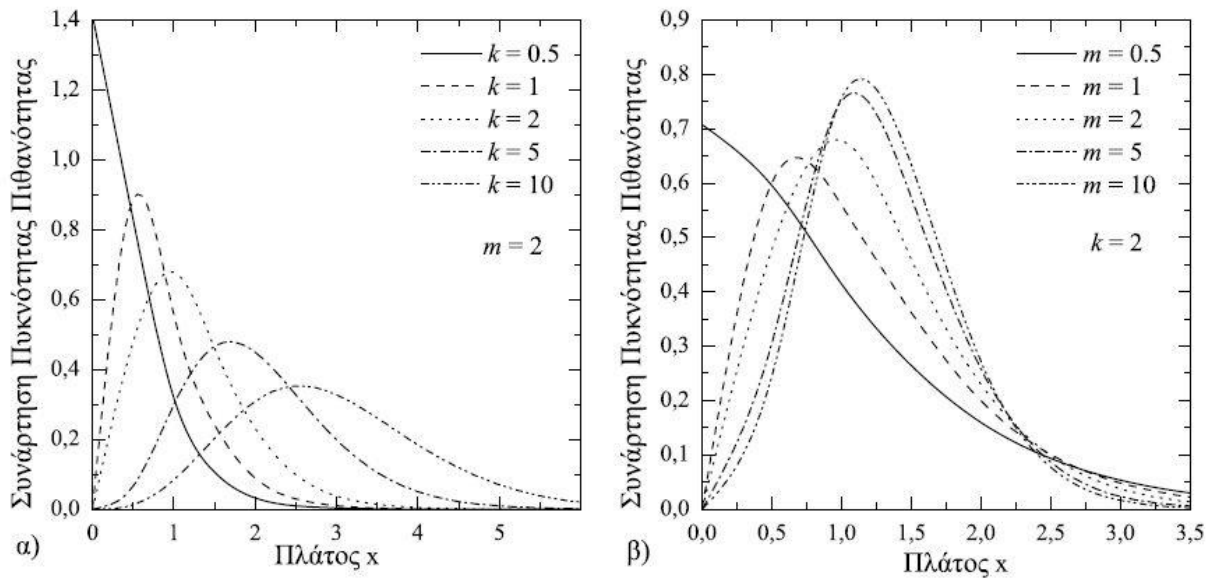 Συνάρτηση Πυκνότητας Πιθανότητας
1,4
1,2
1,0
0,8
0,6
0,4
0,2
0,0
0
1
2
3
4
5
k = 0.5
k = 1
k = 2
k = 5
k = 10
m = 2
α)
Πλάτος x
Συνάρτηση Πυκνότητας Πιθανότητας
0,9
0,8
0,7
0,6
0,5
0,4
0,3
0,2
0,1
0,0
0,0
0,5
1,0
1,5
2,0
2,5
3,0
3,5
m = 0.5
m = 1
m = 2
m = 5
m = 10
k = 2
β)
Πλάτος x